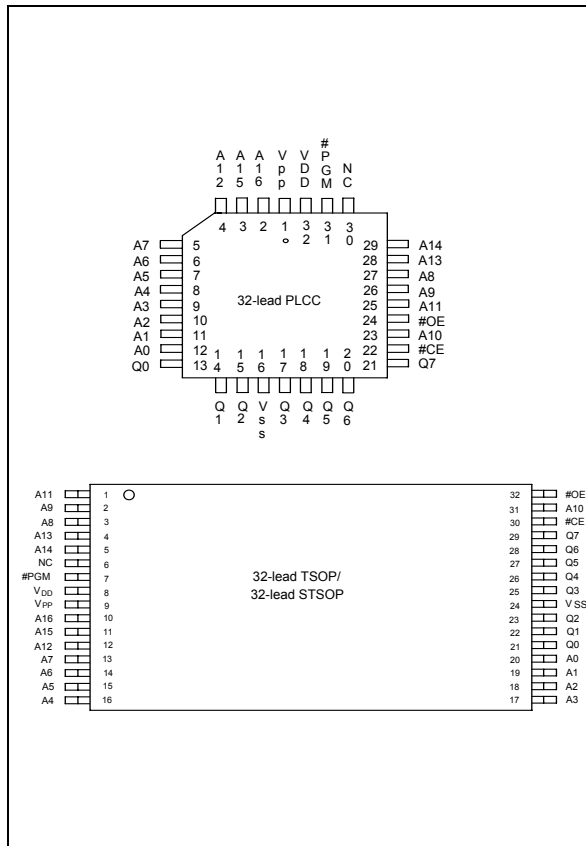 A12 A15 A16 Vpp VDD #PGM NC
4 3 2 1 32 31 30
A7 5 29 A14
A6 6 28 A13
A5 7 27 A8
A4 8 26 A9
A3 9 25 A11
A2 10 24 #OE
A1 11 23 A10
A0 12 22 #CE
Q0 13 21 Q7
32-lead PLCC
14 15 16 17 18 19 20
Q1 Q2 Vss Q3 Q4 Q5 Q6
A11 1 32 #OE
A9 2 31 A10
A8 3 30 #CE
A13 4 29 Q7
A14 5 28 Q6
NC 6 27 Q5
#PGM 7 26 Q4
VDD 8 25 Q3
VPP 9 24 VSS
A16 10 23 Q2
A15 11 22 Q1
A12 12 21 Q0
A7 13 20 A0
A6 14 19 A1
A5 15 18 A2
A4 16 17 A3
32-lead TSOP/
32-lead STSOP